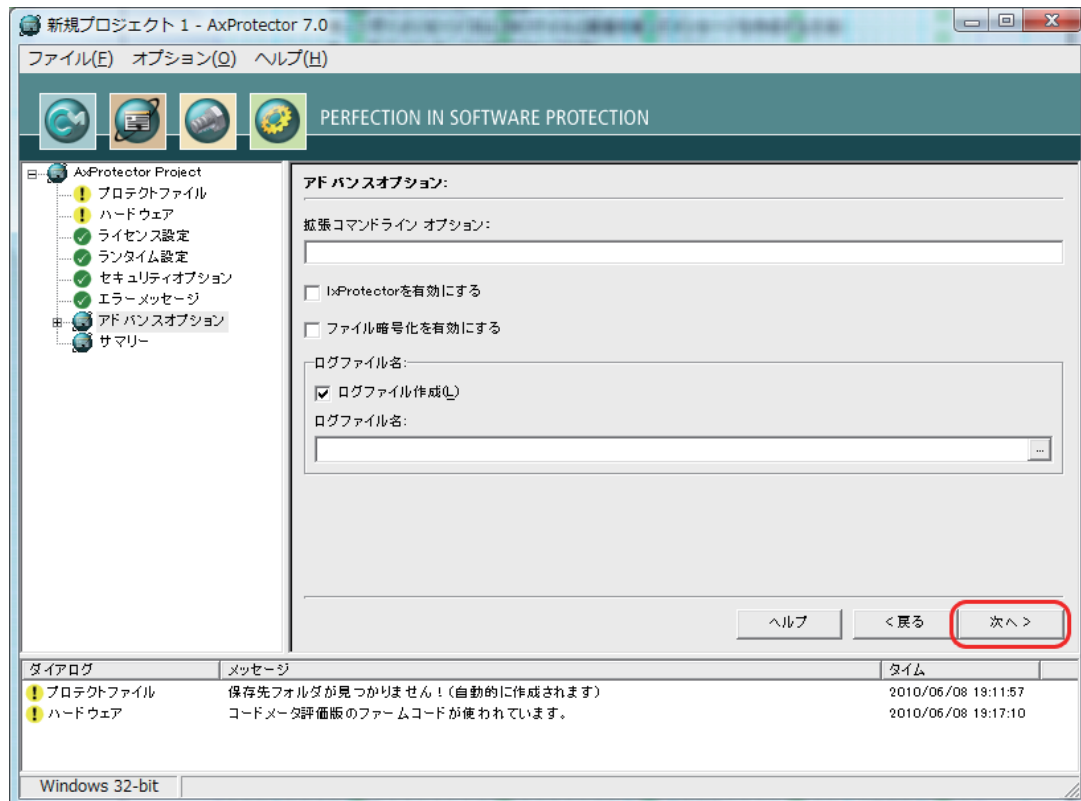 新規プロジェクト 1 - AxProtector 7.0
ファイル(F) オプション(O) ヘルプ(H)
PERFECTION IN SOFTWARE PROTECTION
AxProtector Project
プロテクトファイル
ハードウェア
ライセンス設定
ランタイム設定
セキュリティオプション
エラーメッセージ
アドバンスオプション
サマリー
アドバンスオプション:
拡張コマンドライン オプション:
IxProtectorを有効にする
ファイル暗号化を有効にする
ログファイル名:
ログファイル作成(L)
ログファイル名:
...
ヘルプ <戻る 次へ>
ダイアログ メッセージ タイム
プロテクトファイル 保存先フォルダが見つかりません!(自動的に作成されます) 2010/06/08 19:11:57
ハードウェア コードメータ評価版のファームコードが使われています。 2010/06/08 19:17:10
Windows 32-bit